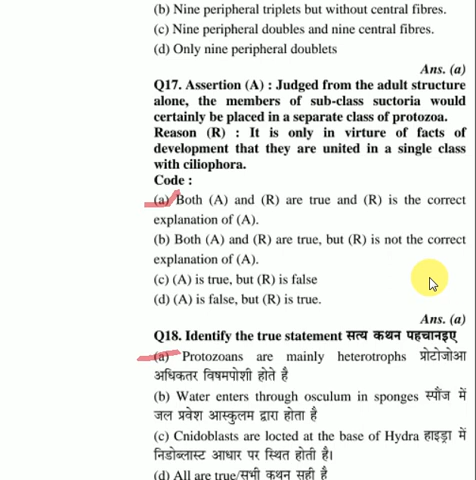 (b) Nine peripheral triplets but without central fibres.
(c) Nine peripheral doubles and nine central fibres.
(d) Only nine peripheral doublets
Ans. (a)
Q17. Assertion (A) : Judged from the adult structure
alone, the members of sub-class suctoria would
certainly be placed in a separate class of protozoa.
Reason (R) : It is only in virture of facts of
development that they are united in a single class
with ciliophora.
Code :
(a) Both (A) and (R) are true and (R) is the correct
explanation of (A).
(b) Both (A) and (R) are true, but (R) is not the correct
explanation of (A).
(c) (A) is true, but (R) is false
(d) (A) is false, but (R) is true.
Ans. (a)
Q18. Identify the true statement सत्य कथन पहचानइए
(a) Protozoans are mainly heterotrophs प्रोटोजोआ
अधिकतर विषमपोशी होते है
(b) Water enters through osculum in sponges स्पौंज में
जल प्रवेश आस्कुलम द्वारा होता है
(c) Cnidoblasts are locted at the base of Hydra हाइड्रा में
निडोब्लास्ट आधार पर स्थित होती है।
(d) All are true/सभी कथन सही है